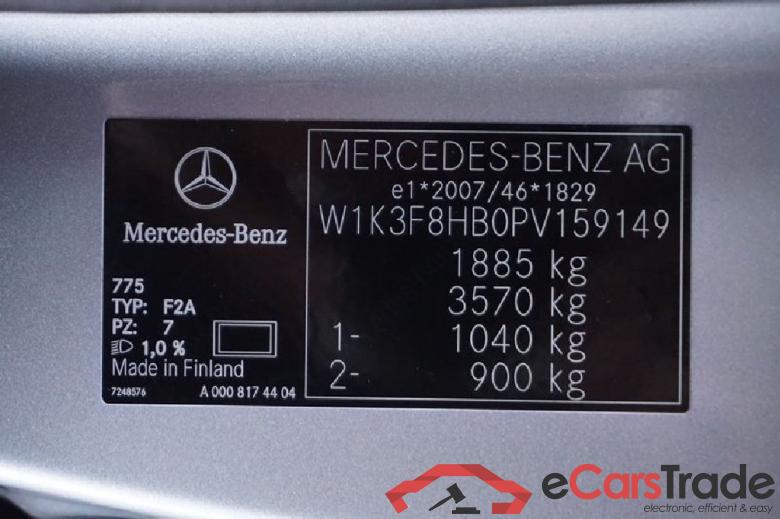 Mercedes-Benz
775
TYP: F2A
PZ: 7
1,0 %
Made in Finland
7248576 A 000 817 44 04
MERCEDES-BENZ AG
e1*2007/46*1829
W1K3F8HB0PV159149
1885 kg
3570 kg
1- 1040 kg
2- 900 kg
eCarsTrade
electronic, efficient & easy